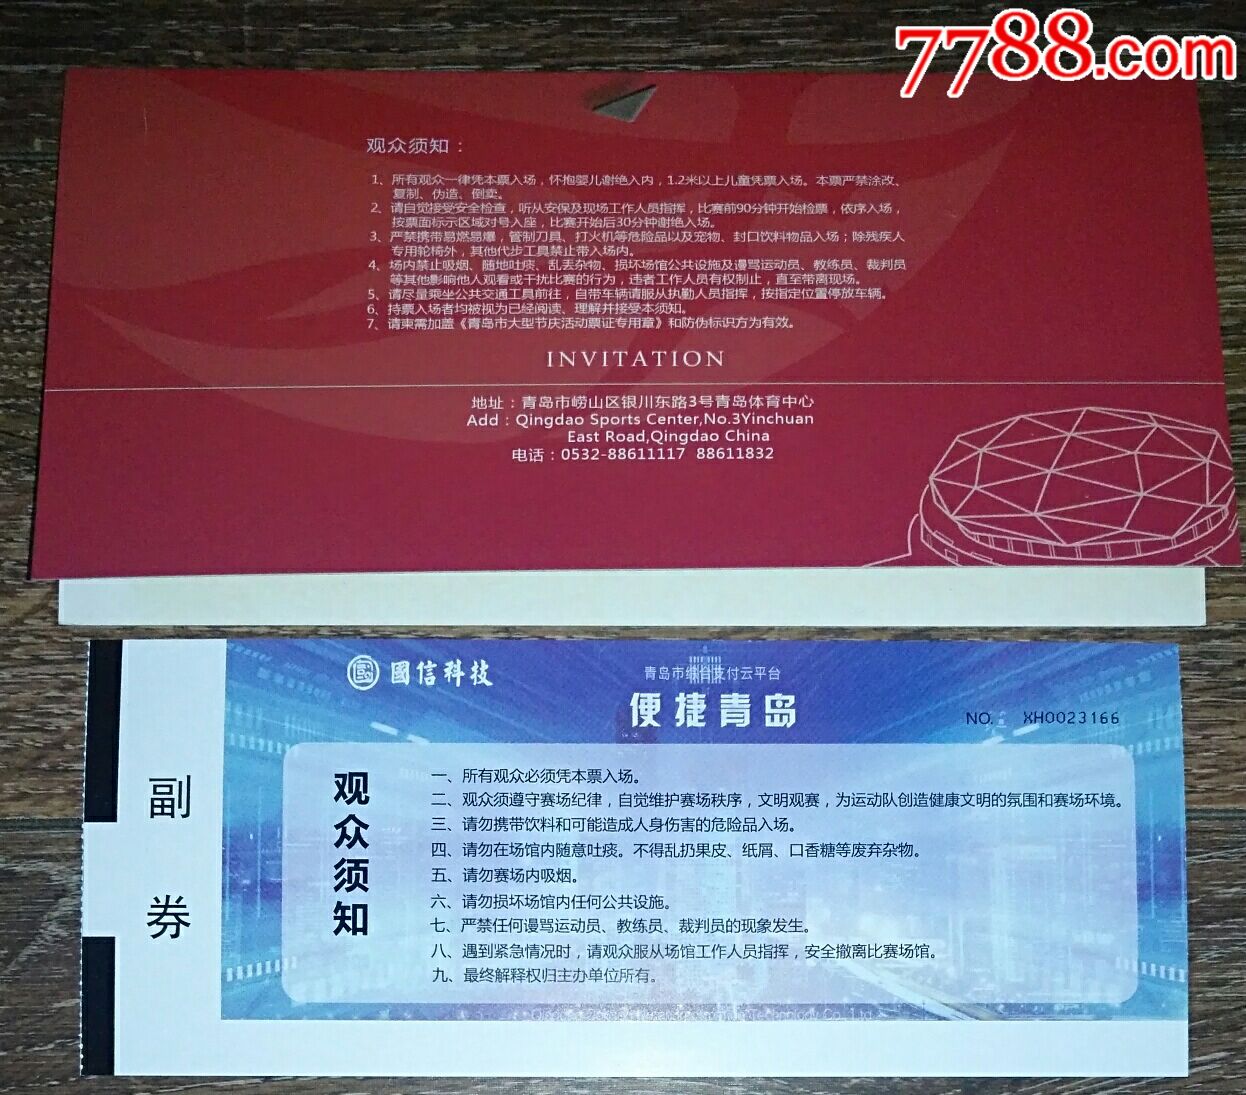 7788.com
观众须知：
1、所有观众一律凭本票入场，怀抱婴儿谢绝入内，1.2米以上儿童凭票入场。本票严禁涂改、
复制、伪造、倒卖。
2、请自觉接受安全检查，听从安保及现场工作人员指挥，比赛前90分钟开始检票，依序入场，
按票面标示区域对号入座，比赛开始后30分钟谢绝入场。
3、严禁携带易燃易爆，管制刀具、打火机等危险品以及宠物、封口饮料物品入场；除残疾人
专用轮椅外，其他代步工具禁止带入场内。
4、场内禁止吸烟、随地吐痰、乱丢杂物、损坏场馆公共设施及谩骂运动员、教练员、裁判员
等其他影响他人观看或干扰比赛的行为，违者工作人员有权制止，直至带离现场。
5、请尽量乘坐公共交通工具前往，自带车辆请服从执勤人员指挥，按指定位置停放车辆。
6、持票入场者均被视为已经阅读、理解并接受本须知。
7、请柬需加盖《青岛市大型节庆活动票证专用章》和防伪标识方为有效。
INVITATION
地址：青岛市崂山区银川东路3号青岛体育中心
Add：Qingdao Sports Center,No.3Yinchuan
East Road,Qingdao China
电话：0532-88611117 88611832
國信科技
青岛市综合支付云平台
便捷青岛
NO. XH0023166
副券
观众须知
一、所有观众必须凭本票入场。
二、观众须遵守赛场纪律，自觉维护赛场秩序，文明观赛，为运动队创造健康文明的氛围和赛场环境。
三、请勿携带饮料和可能造成人身伤害的危险品入场。
四、请勿在场馆内随意吐痰。不得乱扔果皮、纸屑、口香糖等废弃杂物。
五、请勿赛场内吸烟。
六、请勿损坏场馆内任何公共设施。
七、严禁任何谩骂运动员、教练员、裁判员的现象发生。
八、遇到紧急情况时，请观众服从场馆工作人员指挥，安全撤离比赛场馆。
九、最终解释权归主办单位所有。
Technology Co., Ltd